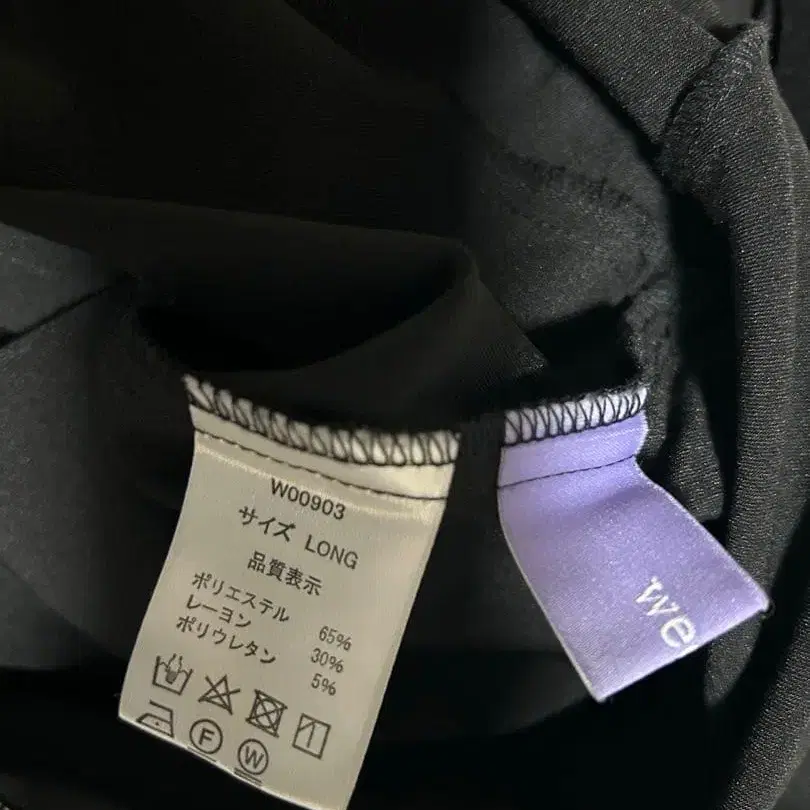 W00903
サイズ LONG
品質表示
ポリエステル 65%
レーヨン 30%
ポリウレタン 5%
F W
we